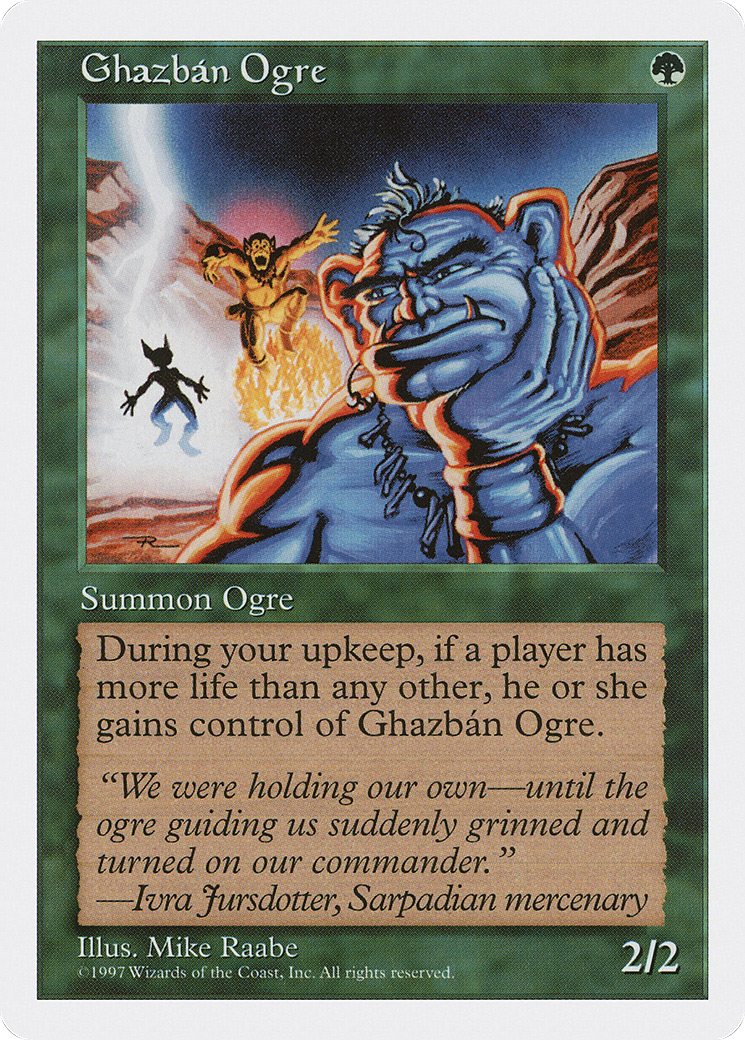 Ghazbán Ogre
Summon Ogre
During your upkeep, if a player has
more life than any other, he or she
gains control of Ghazbán Ogre.
“We were holding our own—until the
ogre guiding us suddenly grinned and
turned on our commander.”
—Ivra Jursdotter, Sarpadian mercenary
Illus. Mike Raabe
©1997 Wizards of the Coast, Inc. All rights reserved.
2/2